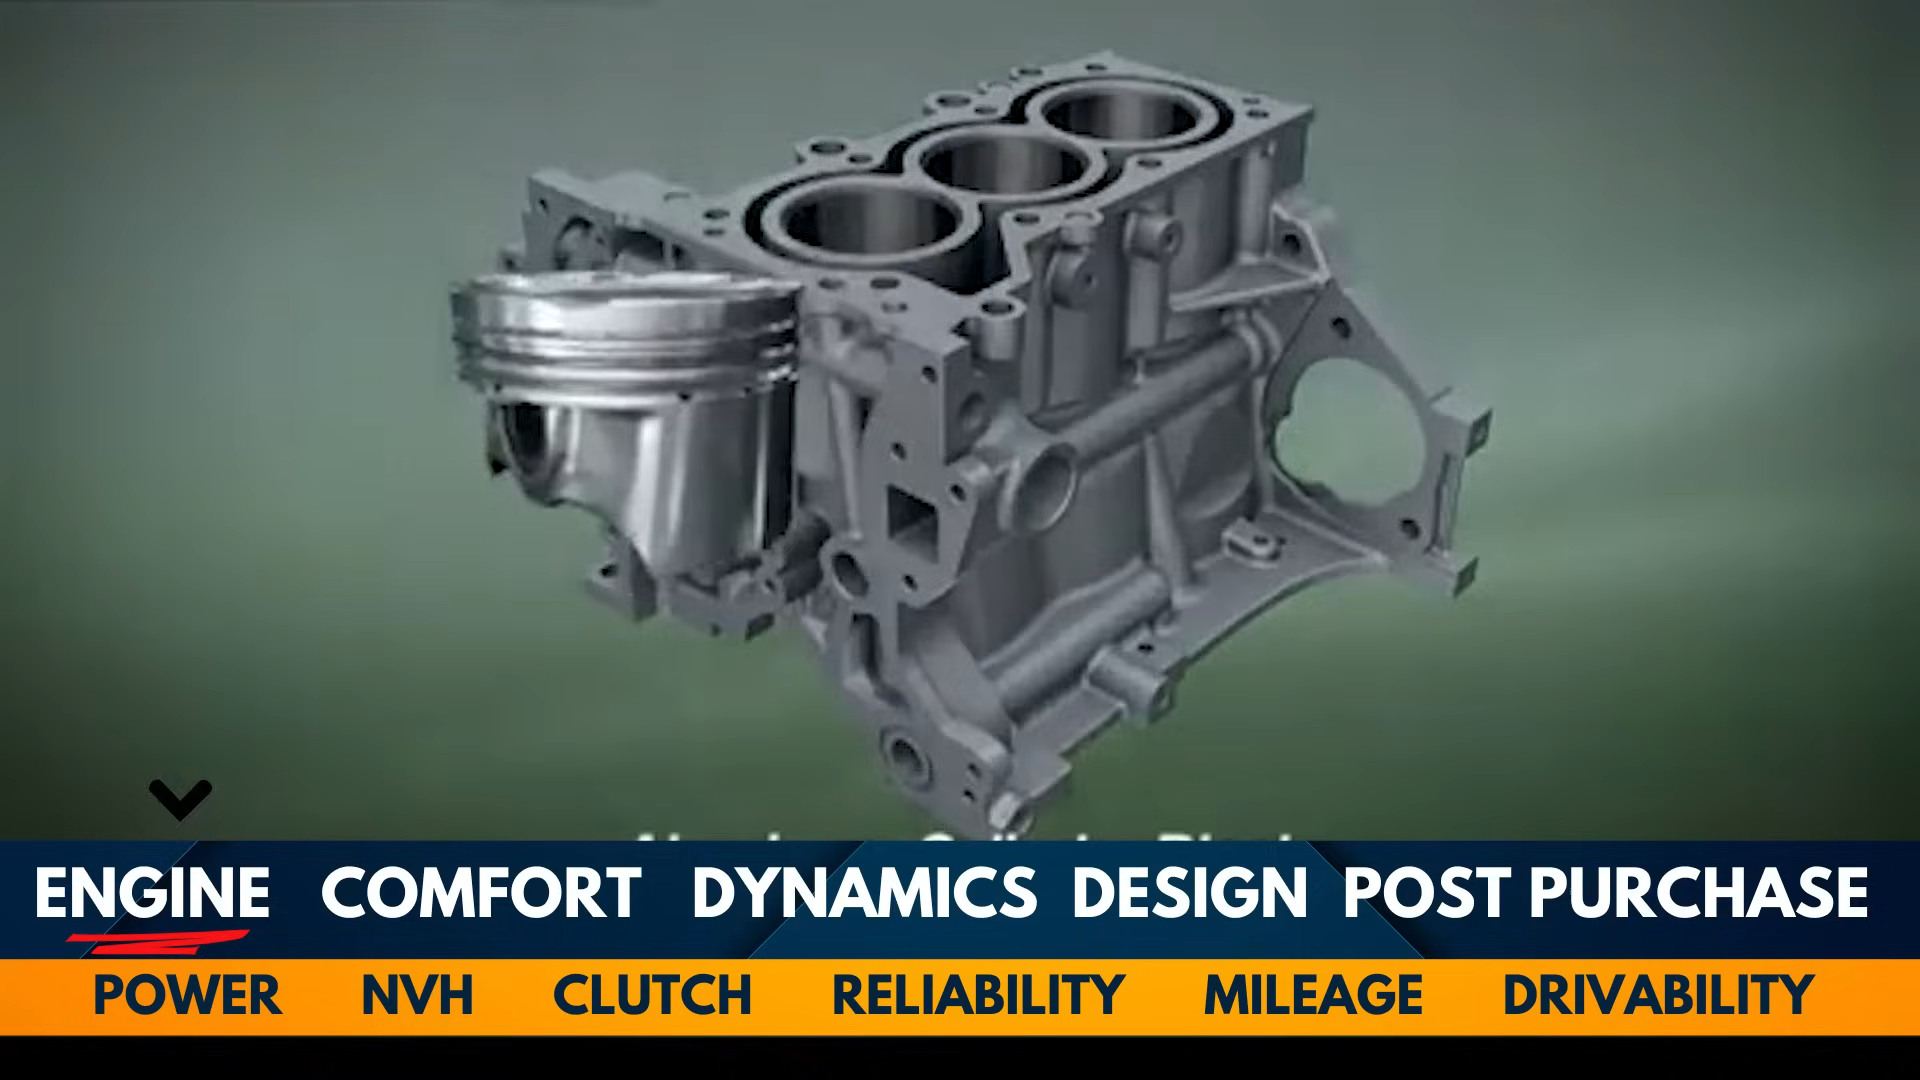 ENGINE COMFORT DYNAMICS DESIGN POST PURCHASE
POWER NVH CLUTCH RELIABILITY MILEAGE DRIVABILITY